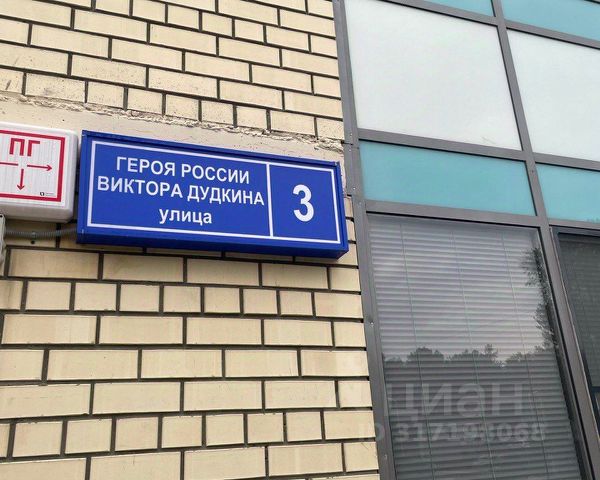 ПГ
ГЕРОЯ РОССИИ
ВИКТОРА ДУДКИНА
улица
3
циан